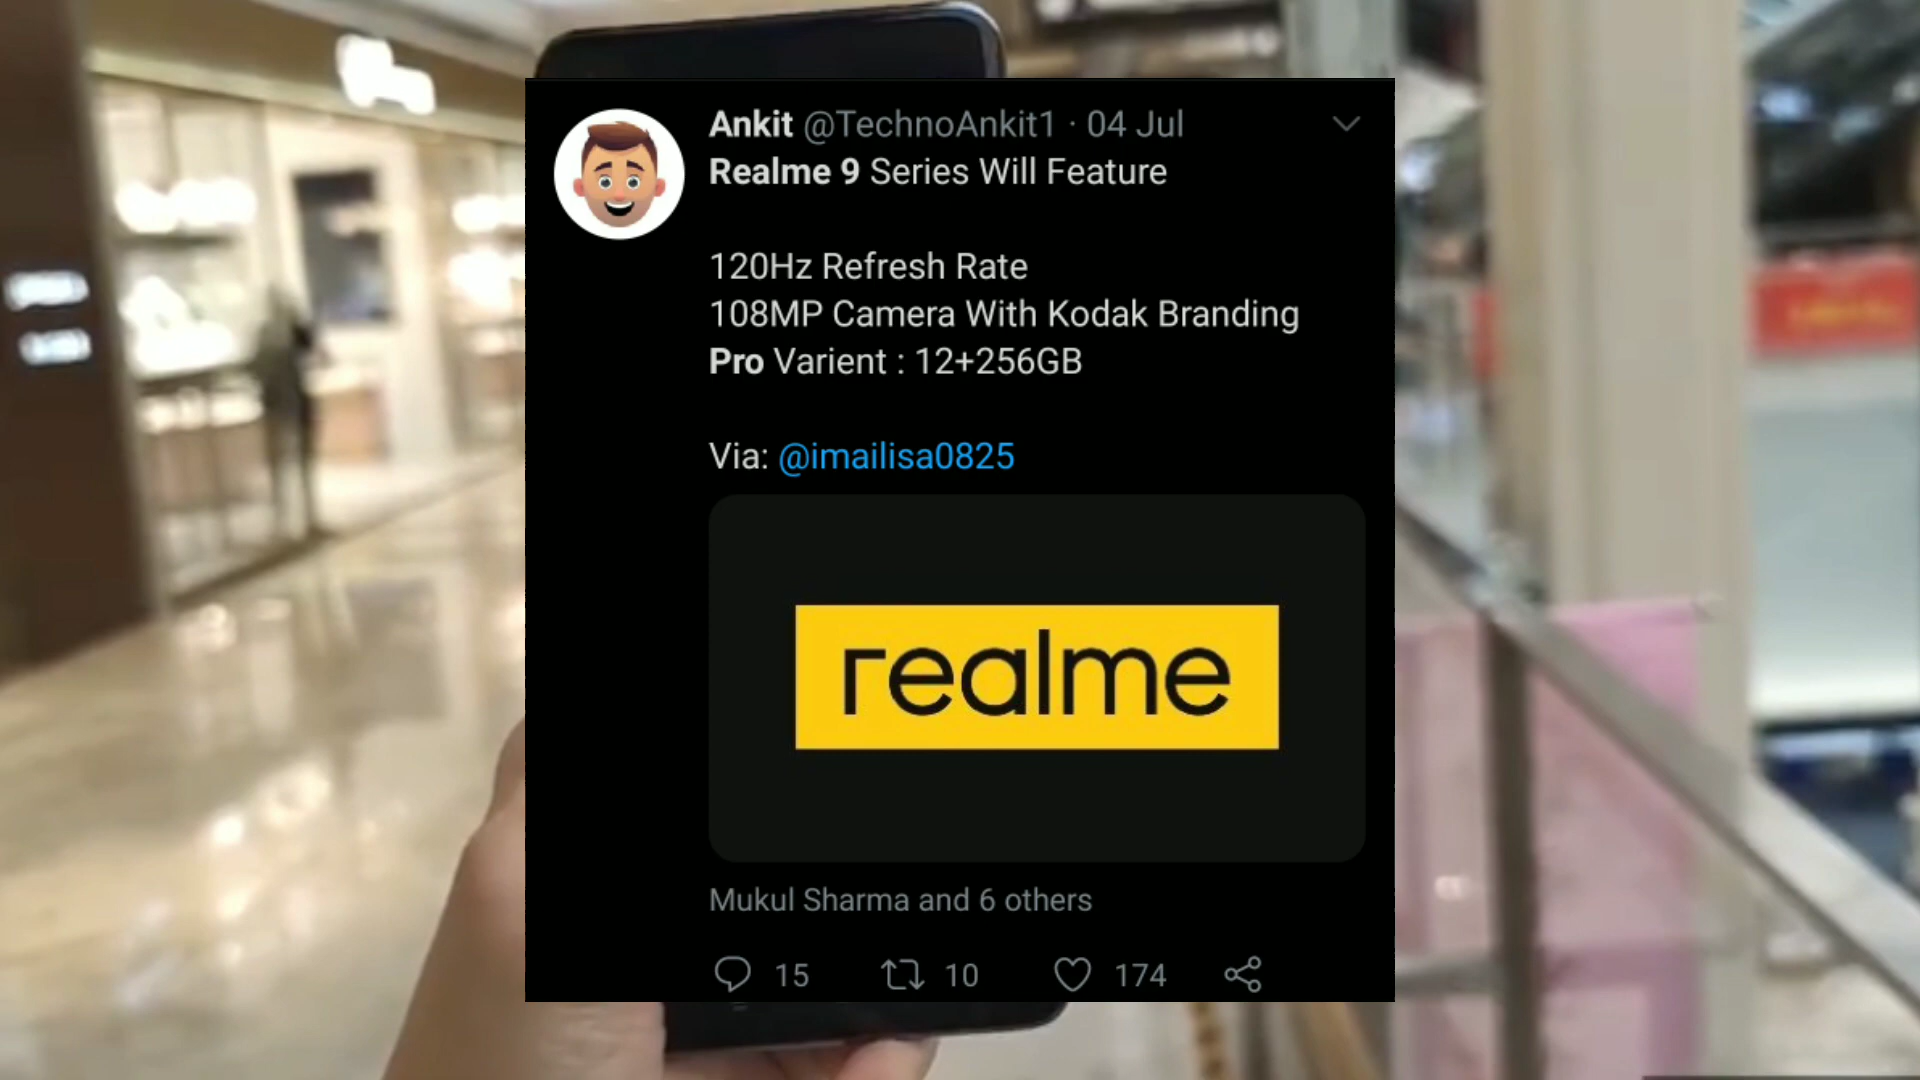 Ankit @TechnoAnkit1 · 04 Jul
Realme 9 Series Will Feature
120Hz Refresh Rate
108MP Camera With Kodak Branding
Pro Varient : 12+256GB
Via: @imailisa0825
realme
Mukul Sharma and 6 others
15 10 174